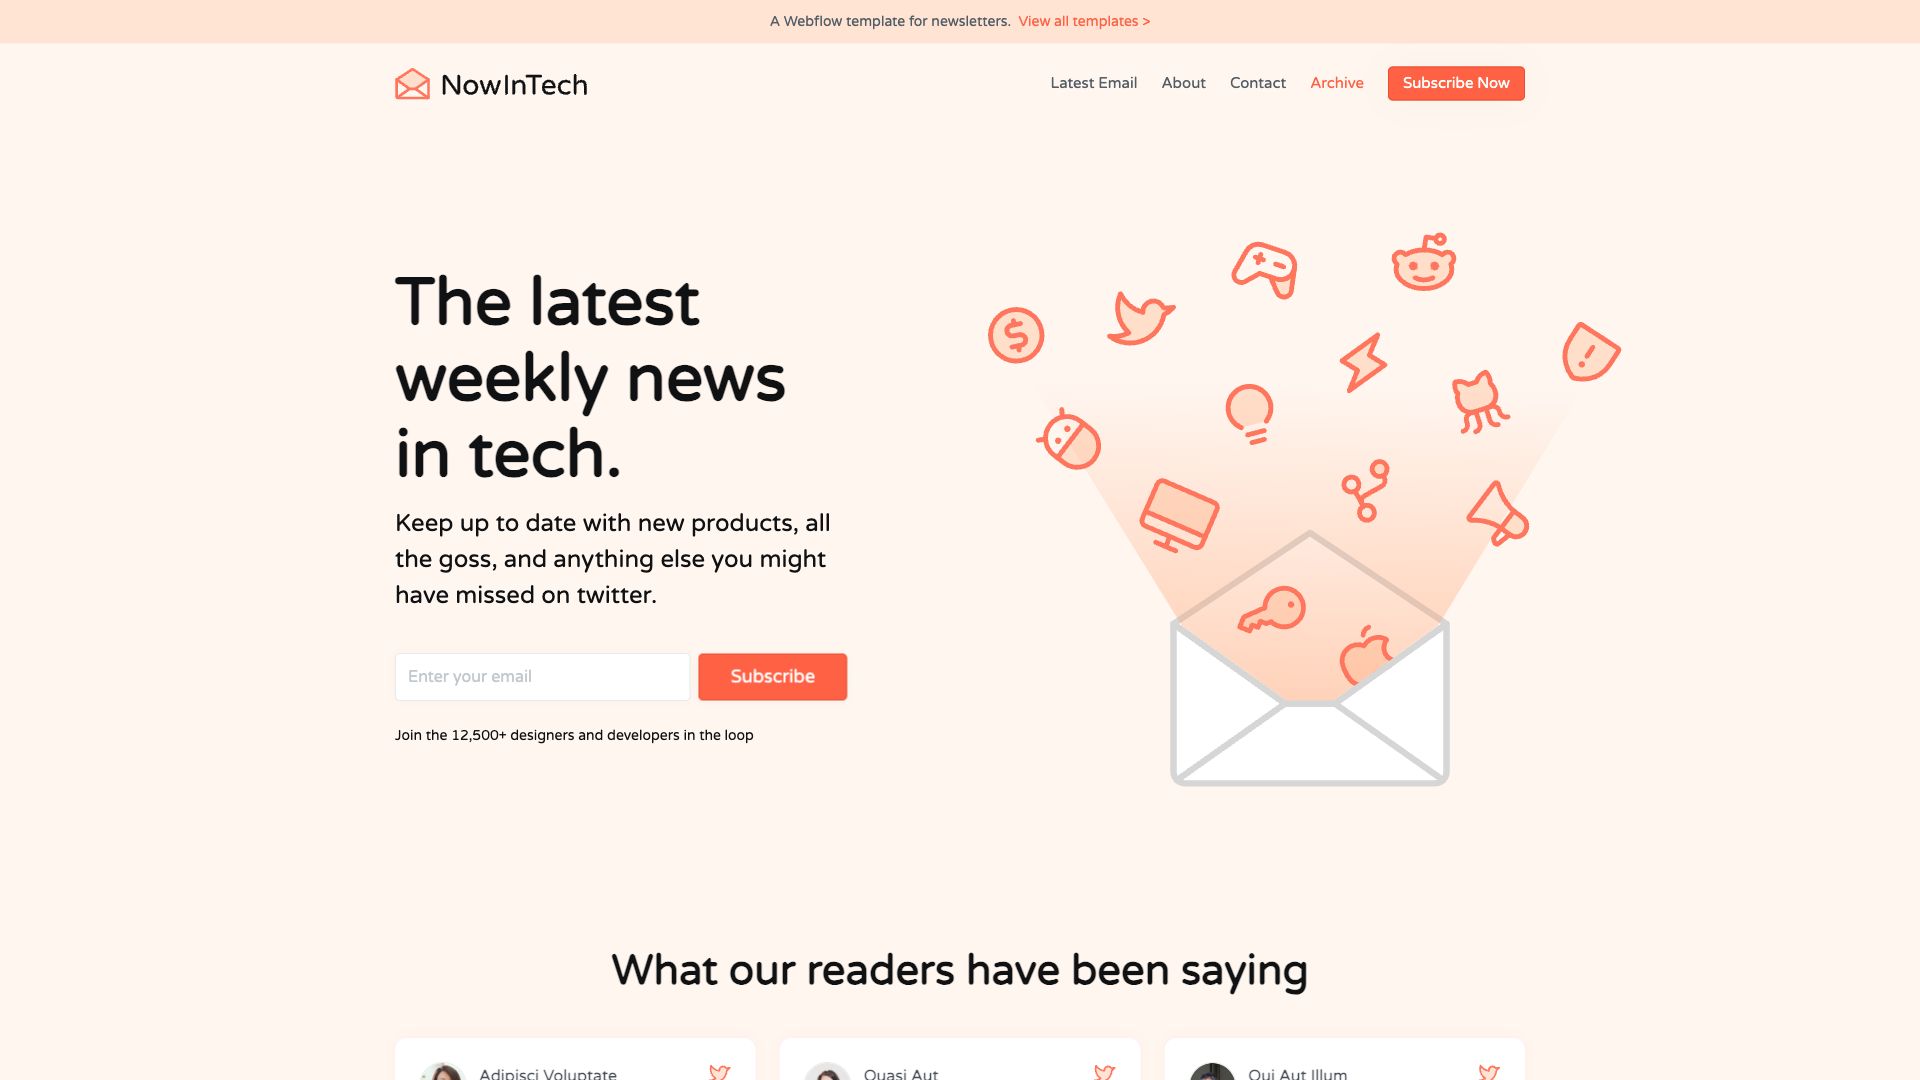 A Webflow template for newsletters. View all templates >
NowInTech
Latest Email About Contact Archive Subscribe Now
The latest
weekly news
in tech.
Keep up to date with new products, all
the goss, and anything else you might
have missed on twitter.
Enter your email Subscribe
Join the 12,500+ designers and developers in the loop
What our readers have been saying
Adipisci Voluptate Quasi Aut Qui Aut Illum